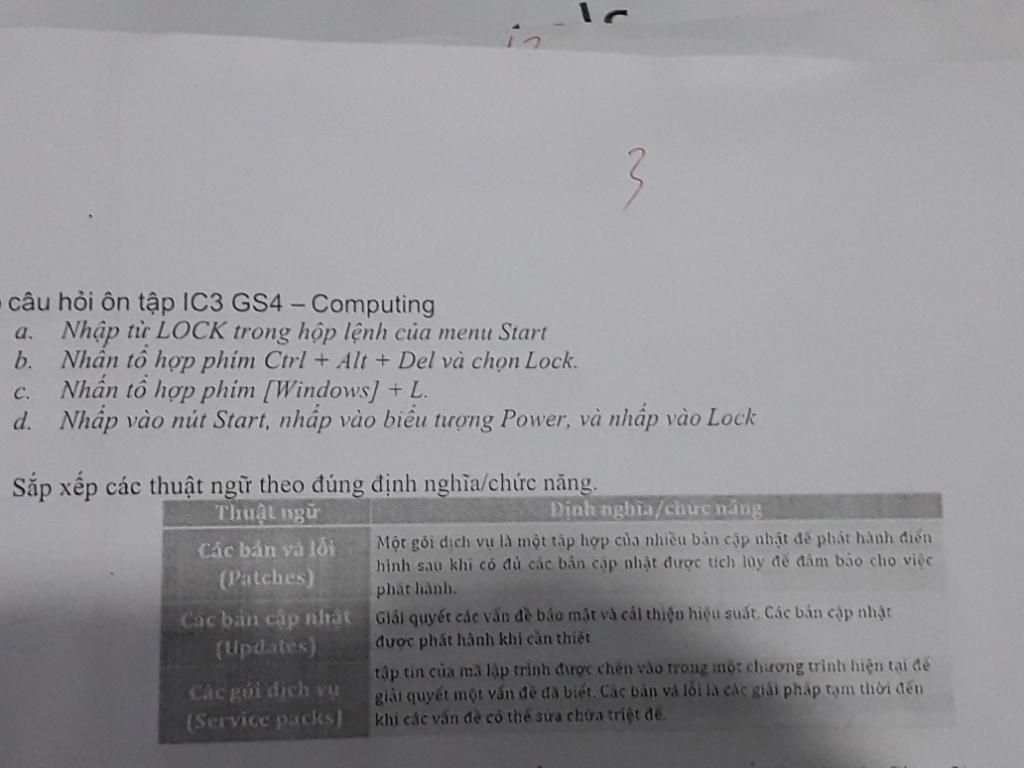 3
câu hỏi ôn tập IC3 GS4 – Computing
a. Nhập từ LOCK trong hộp lệnh của menu Start
b. Nhấn tổ hợp phím Ctrl + Alt + Del và chọn Lock.
c. Nhấn tổ hợp phím [Windows] + L.
d. Nhấp vào nút Start, nhấp vào biểu tượng Power, và nhấp vào Lock
Sắp xếp các thuật ngữ theo đúng định nghĩa/chức năng.
Thuật ngữ Định nghĩa/chức năng
Các bản vá lỗi
(Patches)
Một gói dịch vụ là một tập hợp của nhiều bản cập nhật để phát hành điển
hình sau khi có đủ các bản cập nhật được tích lũy để đảm bảo cho việc
phát hành.
Các bản cập nhật
(Updates)
Giải quyết các vấn đề bảo mật và cải thiện hiệu suất. Các bản cập nhật
được phát hành khi cần thiết
Các gói dịch vụ
(Service packs)
tập tin của mã lập trình được chèn vào trong một chương trình hiện tại để
giải quyết một vấn đề đã biết. Các bản vá lỗi là các giải pháp tạm thời đến
khi các vấn đề có thể sửa chữa triệt để.